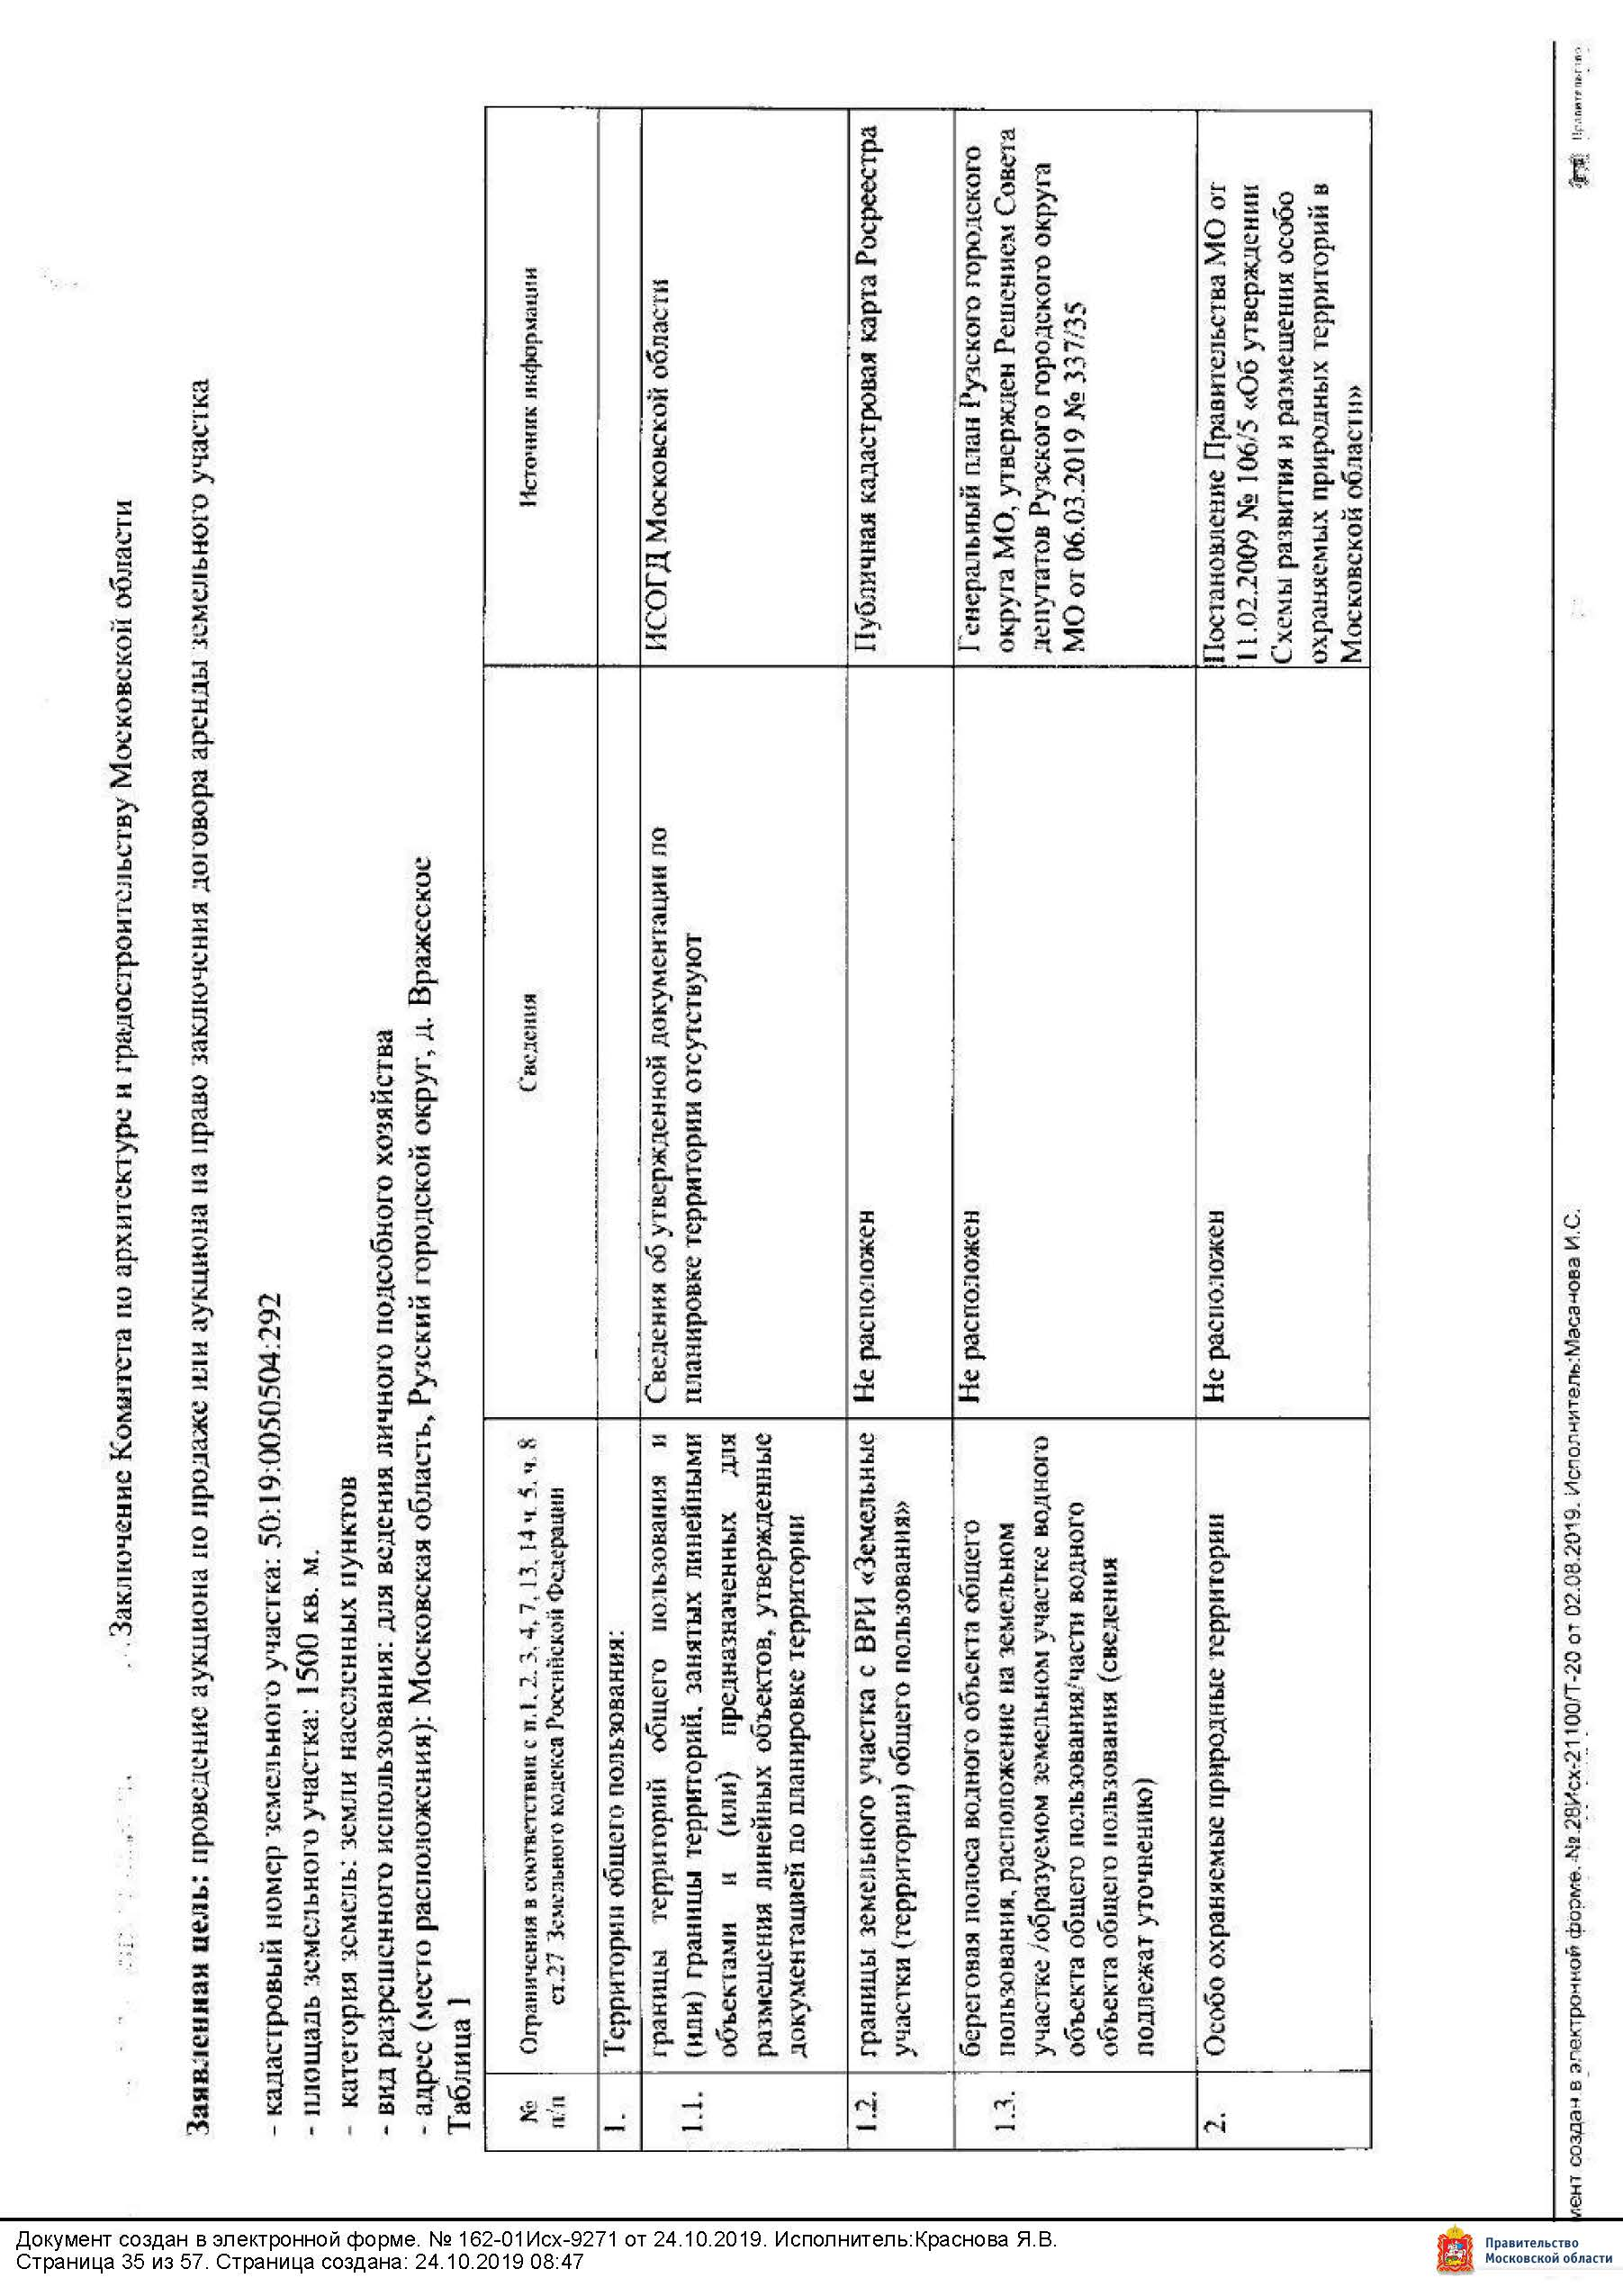 Заключение Комитета по архитектуре и градостроительству Московской области
Заявленная цель: проведение аукциона по продаже или аукциона на право заключения договора аренды земельного участка
- кадастровый номер земельного участка: 50:19:0050504:292
- площадь земельного участка: 1500 кв. м.
- категория земель: земли населенных пунктов
- вид разрешенного использования: для ведения личного подсобного хозяйства
- адрес (место расположения): Московская область, Рузский городской округ, д. Вражеское
Таблица 1
№
п/п
Ограничения в соответствии с п.1, 2, 3, 4, 7, 13, 14 ч. 5, ч. 8
ст.27 Земельного кодекса Российской Федерации
Сведения
Источник информации
1.
Территории общего пользования:
1.1.
границы территорий общего пользования и
(или) границы территорий, занятых линейными
объектами и (или) предназначенных для
размещения линейных объектов, утвержденные
документацией по планировке территории
Сведения об утвержденной документации по
планировке территории отсутствуют
ИСОГД Московской области
1.2.
границы земельного участка с ВРИ «Земельные
участки (территории) общего пользования»
Не расположен
Публичная кадастровая карта Росреестра
1.3.
береговая полоса водного объекта общего
пользования, расположение на земельном
участке /образуемом земельном участке водного
объекта общего пользования/части водного
объекта общего пользования (сведения
подлежат уточнению)
Не расположен
Генеральный план Рузского городского
округа МО, утвержден Решением Совета
депутатов Рузского городского округа
МО от 06.03.2019 № 337/35
2.
Особо охраняемые природные территории
Не расположен
Постановление Правительства МО от
11.02.2009 № 106/5 «Об утверждении
Схемы развития и размещения особо
охраняемых природных территорий в
Московской области»
мент создан в электронной форме. № 28Исх-21100/Т-20 от 02.08.2019. Исполнитель:Масанова И.С.
Правительство
Документ создан в электронной форме. № 162-01Исх-9271 от 24.10.2019. Исполнитель:Краснова Я.В.
Страница 35 из 57. Страница создана: 24.10.2019 08:47
Правительство
Московской области